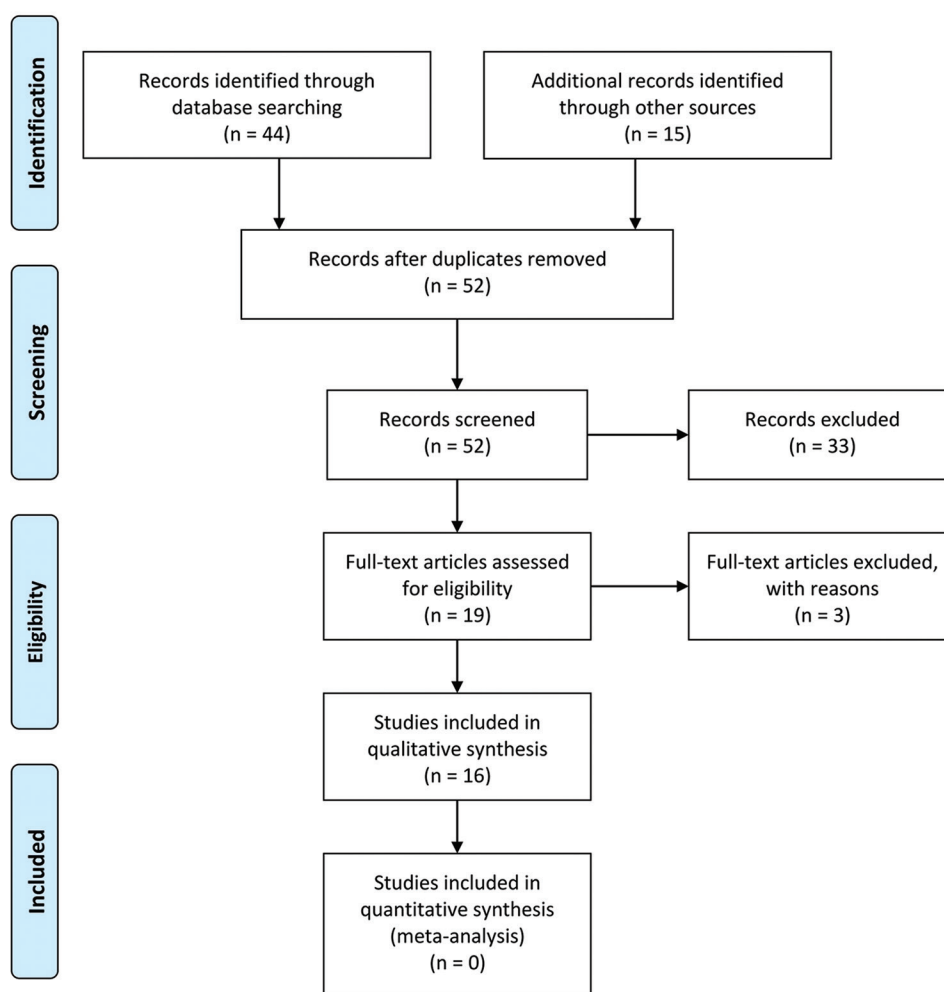 Identification
Records identified through
database searching
(n = 44)
Additional records identified
through other sources
(n = 15)
Records after duplicates removed
(n = 52)
Screening
Records screened
(n = 52)
Records excluded
(n = 33)
Eligibility
Full-text articles assessed
for eligibility
(n = 19)
Full-text articles excluded,
with reasons
(n = 3)
Studies included in
qualitative synthesis
(n = 16)
Included
Studies included in
quantitative synthesis
(meta-analysis)
(n = 0)